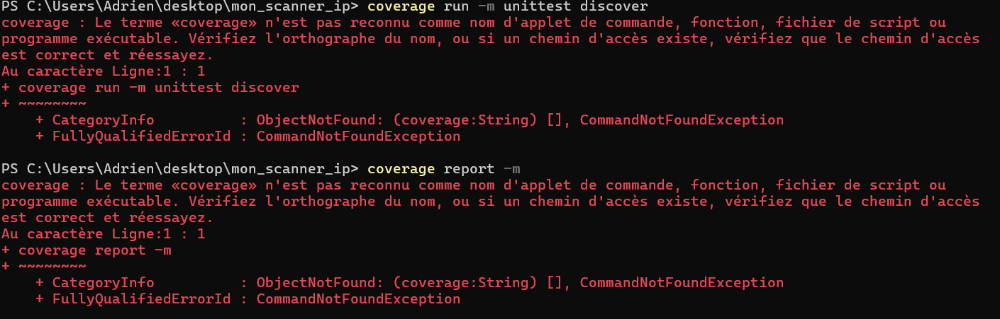 PS C:\Users\Adrien\desktop\mon_scanner_ip> coverage run -m unittest discover
coverage : Le terme «coverage» n'est pas reconnu comme nom d'applet de commande, fonction, fichier de script ou
programme exécutable. Vérifiez l'orthographe du nom, ou si un chemin d'accès existe, vérifiez que le chemin d'accès
est correct et réessayez.
Au caractère Ligne:1 : 1
+ coverage run -m unittest discover
+ ~~~~~~~~
    + CategoryInfo          : ObjectNotFound: (coverage:String) [], CommandNotFoundException
    + FullyQualifiedErrorId : CommandNotFoundException
PS C:\Users\Adrien\desktop\mon_scanner_ip> coverage report -m
coverage : Le terme «coverage» n'est pas reconnu comme nom d'applet de commande, fonction, fichier de script ou
programme exécutable. Vérifiez l'orthographe du nom, ou si un chemin d'accès existe, vérifiez que le chemin d'accès
est correct et réessayez.
Au caractère Ligne:1 : 1
+ coverage report -m
+ ~~~~~~~~
    + CategoryInfo          : ObjectNotFound: (coverage:String) [], CommandNotFoundException
    + FullyQualifiedErrorId : CommandNotFoundException